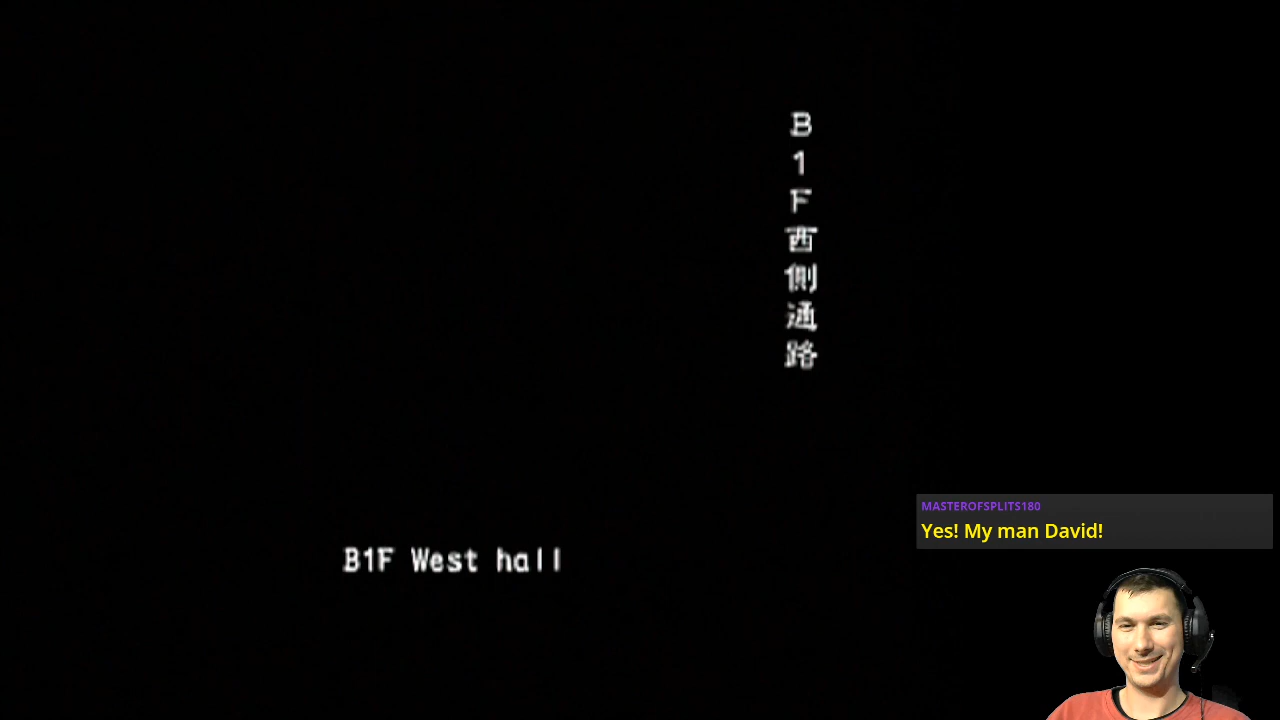 B1F西側通路
B1F West hall
MASTEROFSPLITS180
Yes! My man David!